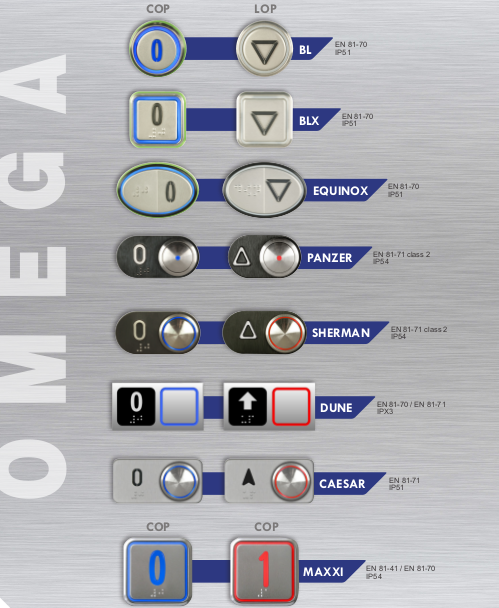 OMEGA
COP LOP
0 BL EN 81-70
IP51
0 BLX EN 81-70
IP51
0 EQUINOX EN 81-70
IP51
0 PANZER EN 81-71 class 2
IP54
0 SHERMAN EN 81-71 class 2
IP54
0 DUNE EN 81-70 / EN 81-71
IPX3
0 CAESAR EN 81-71
IP51
COP COP
0 1 MAXXI EN 81-41 / EN 81-70
IP54